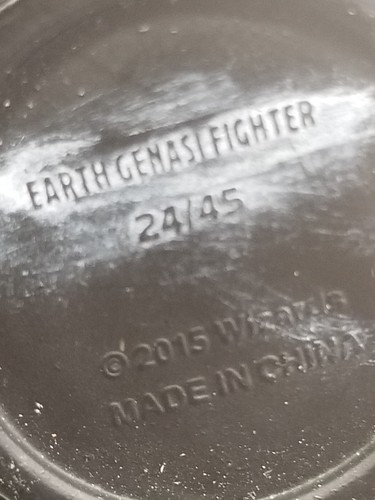 EARTH GENASI FIGHTER
24/45
© 2015 Wizards
MADE IN CHINA